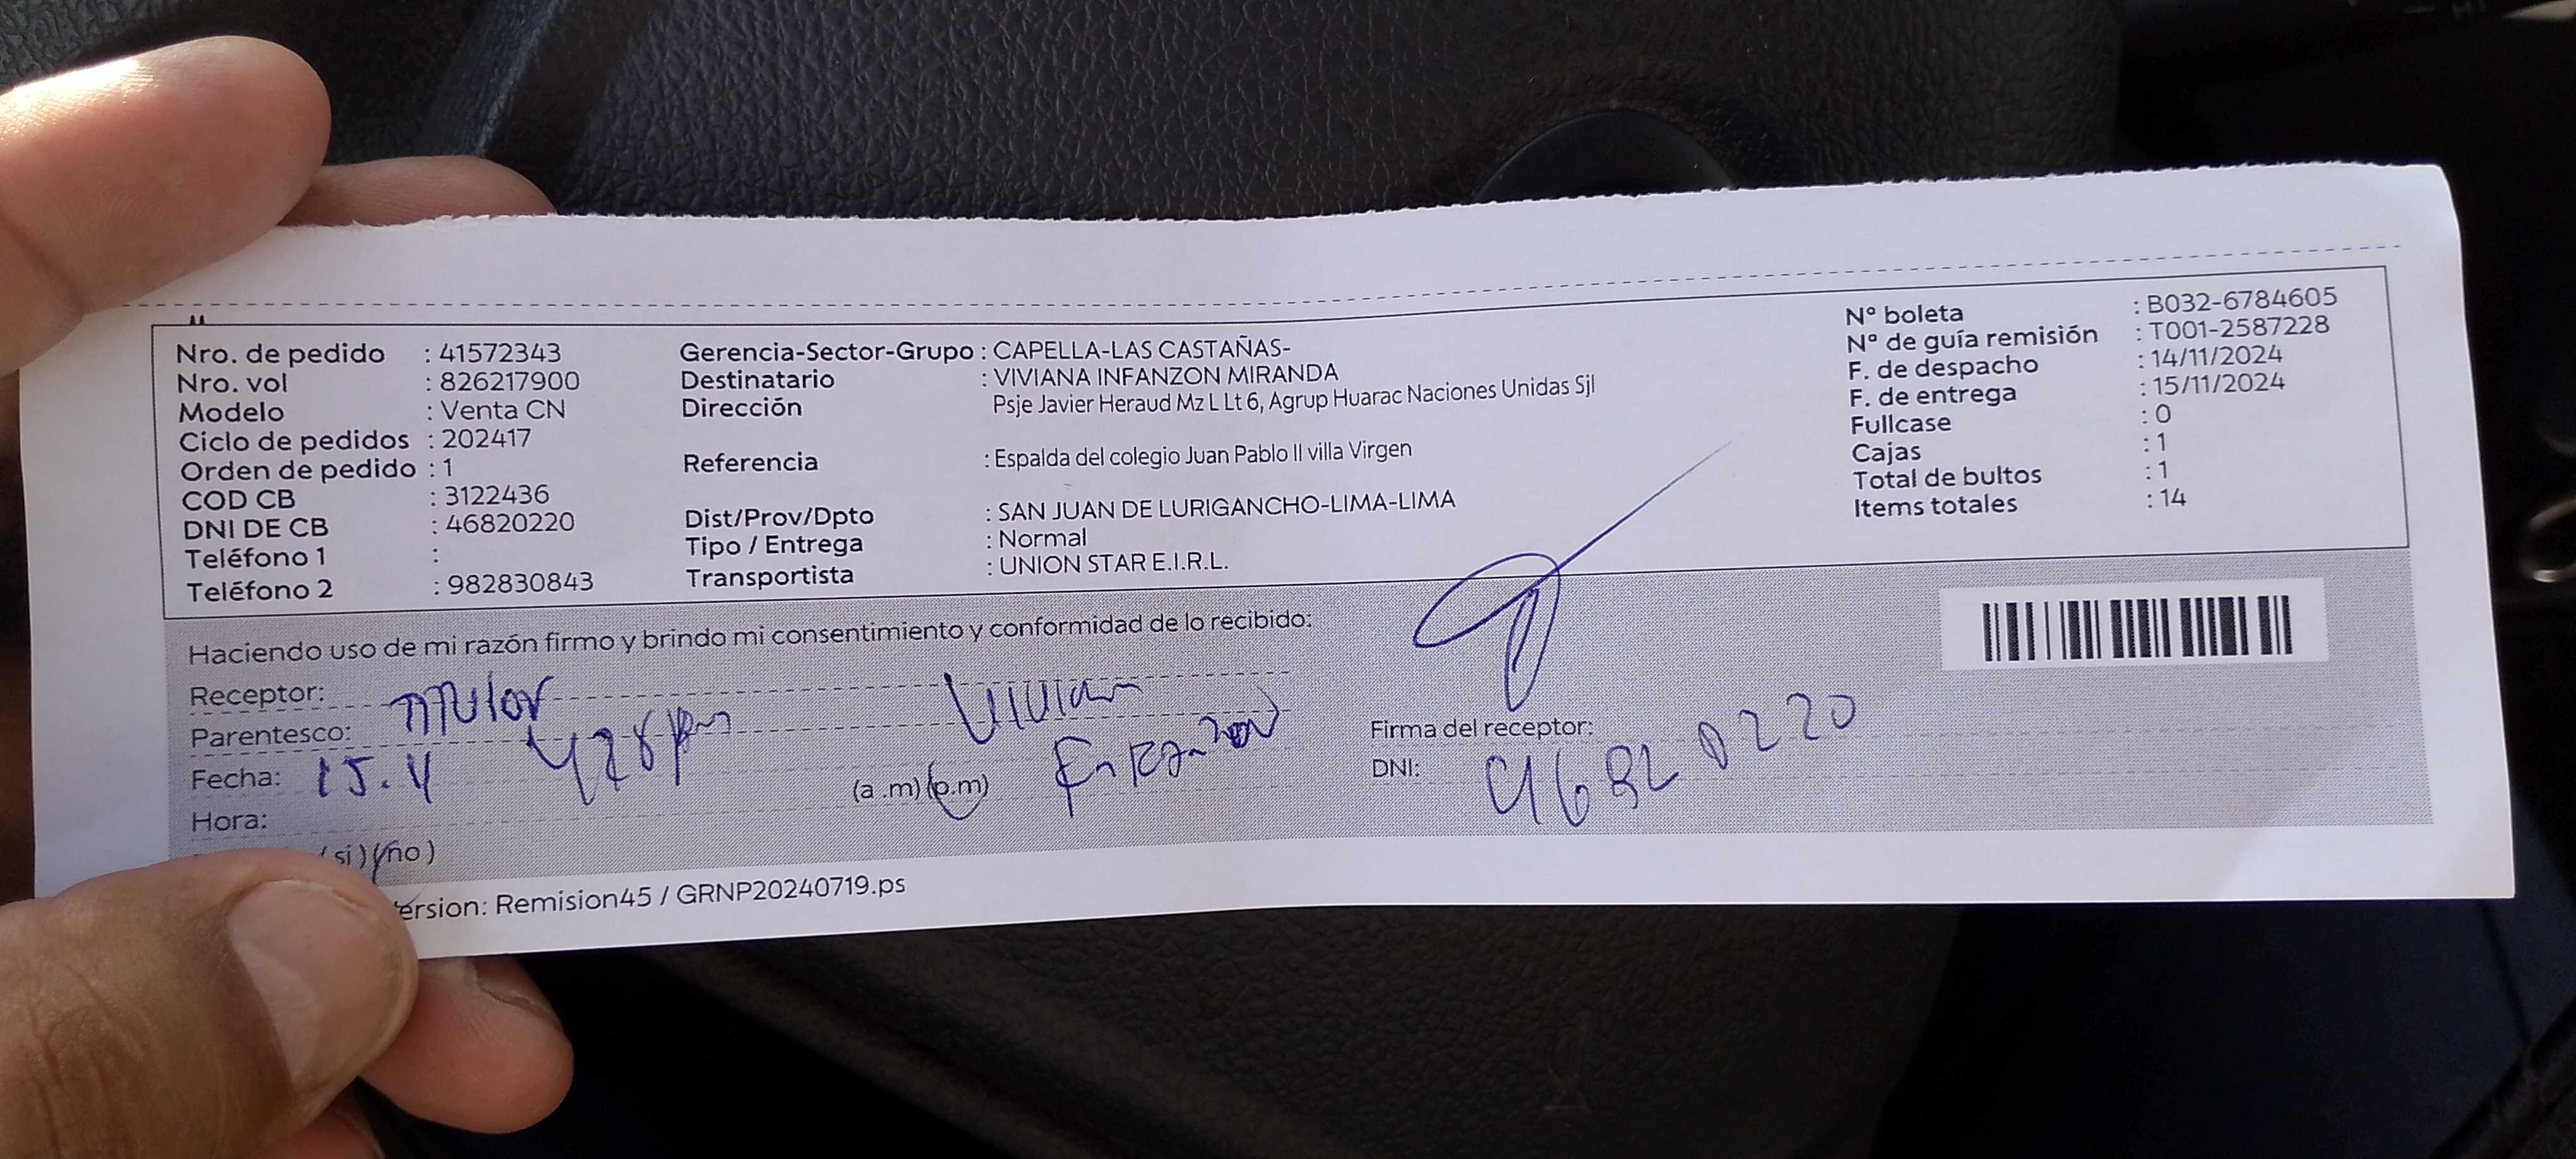 Nro. de pedido : 41572343
Nro. vol : 826217900
Modelo : Venta CN
Ciclo de pedidos : 202417
Orden de pedido : 1
COD CB : 3122436
DNI DE CB : 46820220
Teléfono 1 :
Teléfono 2 : 982830843
Gerencia-Sector-Grupo : CAPELLA-LAS CASTAÑAS-
Destinatario : VIVIANA INFANZON MIRANDA
Dirección Psje Javier Heraud Mz L Lt 6, Agrup Huarac Naciones Unidas Sjl
Referencia : Espalda del colegio Juan Pablo II villa Virgen
Dist/Prov/Dpto : SAN JUAN DE LURIGANCHO-LIMA-LIMA
Tipo / Entrega : Normal
Transportista : UNION STAR E.I.R.L.
Nº boleta : B032-6784605
Nº de guía remisión : T001-2587228
F. de despacho : 14/11/2024
F. de entrega : 15/11/2024
Fullcase : 0
Cajas : 1
Total de bultos : 1
Items totales : 14
Haciendo uso de mi razón firmo y brindo mi consentimiento y conformidad de lo recibido:
Receptor:
Parentesco: Titular
Fecha: 15.11 428pm
Hora: (a .m) (p.m)
Vivian
Firma del receptor:
DNI: 46820220
(si) (no)
ersion: Remision45 / GRNP20240719.ps